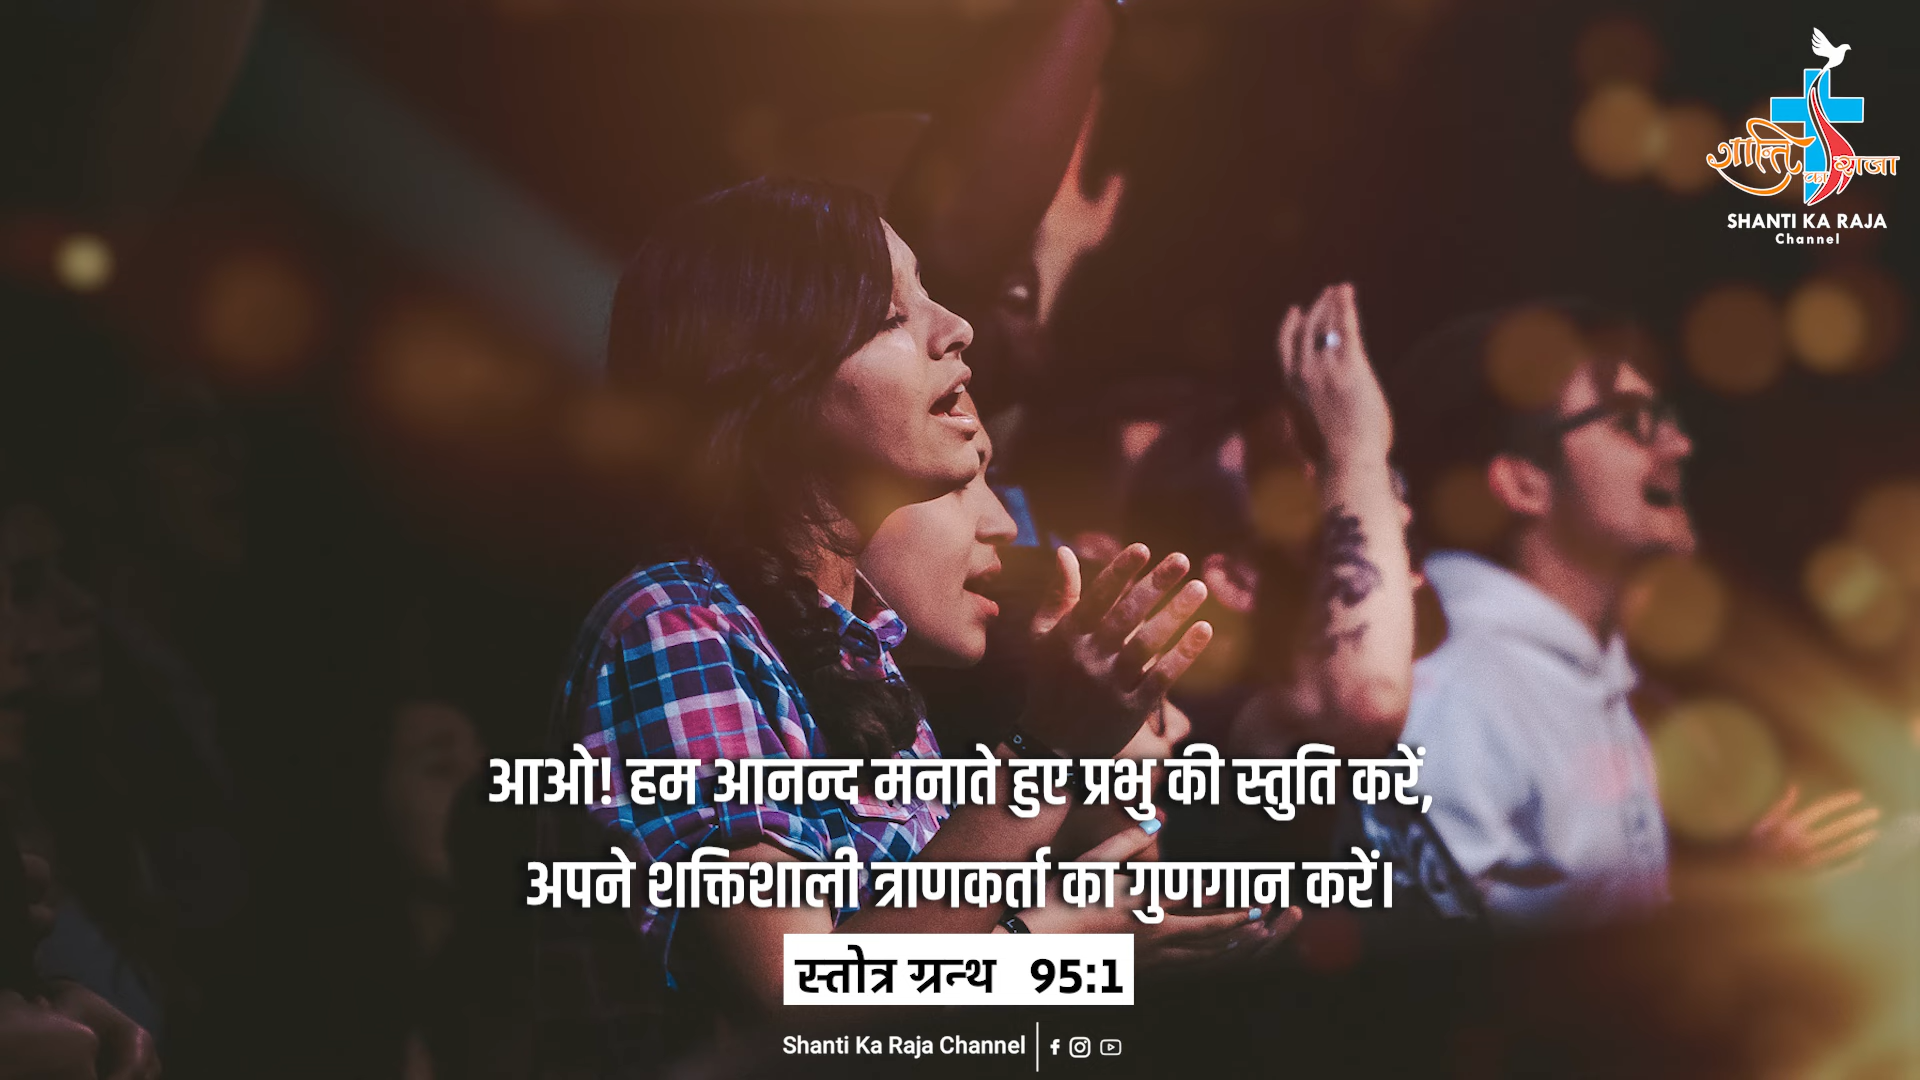 शान्ति का राजा
SHANTI KA RAJA
Channel
आओ! हम आनन्द मनाते हुए प्रभु की स्तुति करें,
अपने शक्तिशाली त्राणकर्ता का गुणगान करें।
स्तोत्र ग्रन्थ 95:1
Shanti Ka Raja Channel